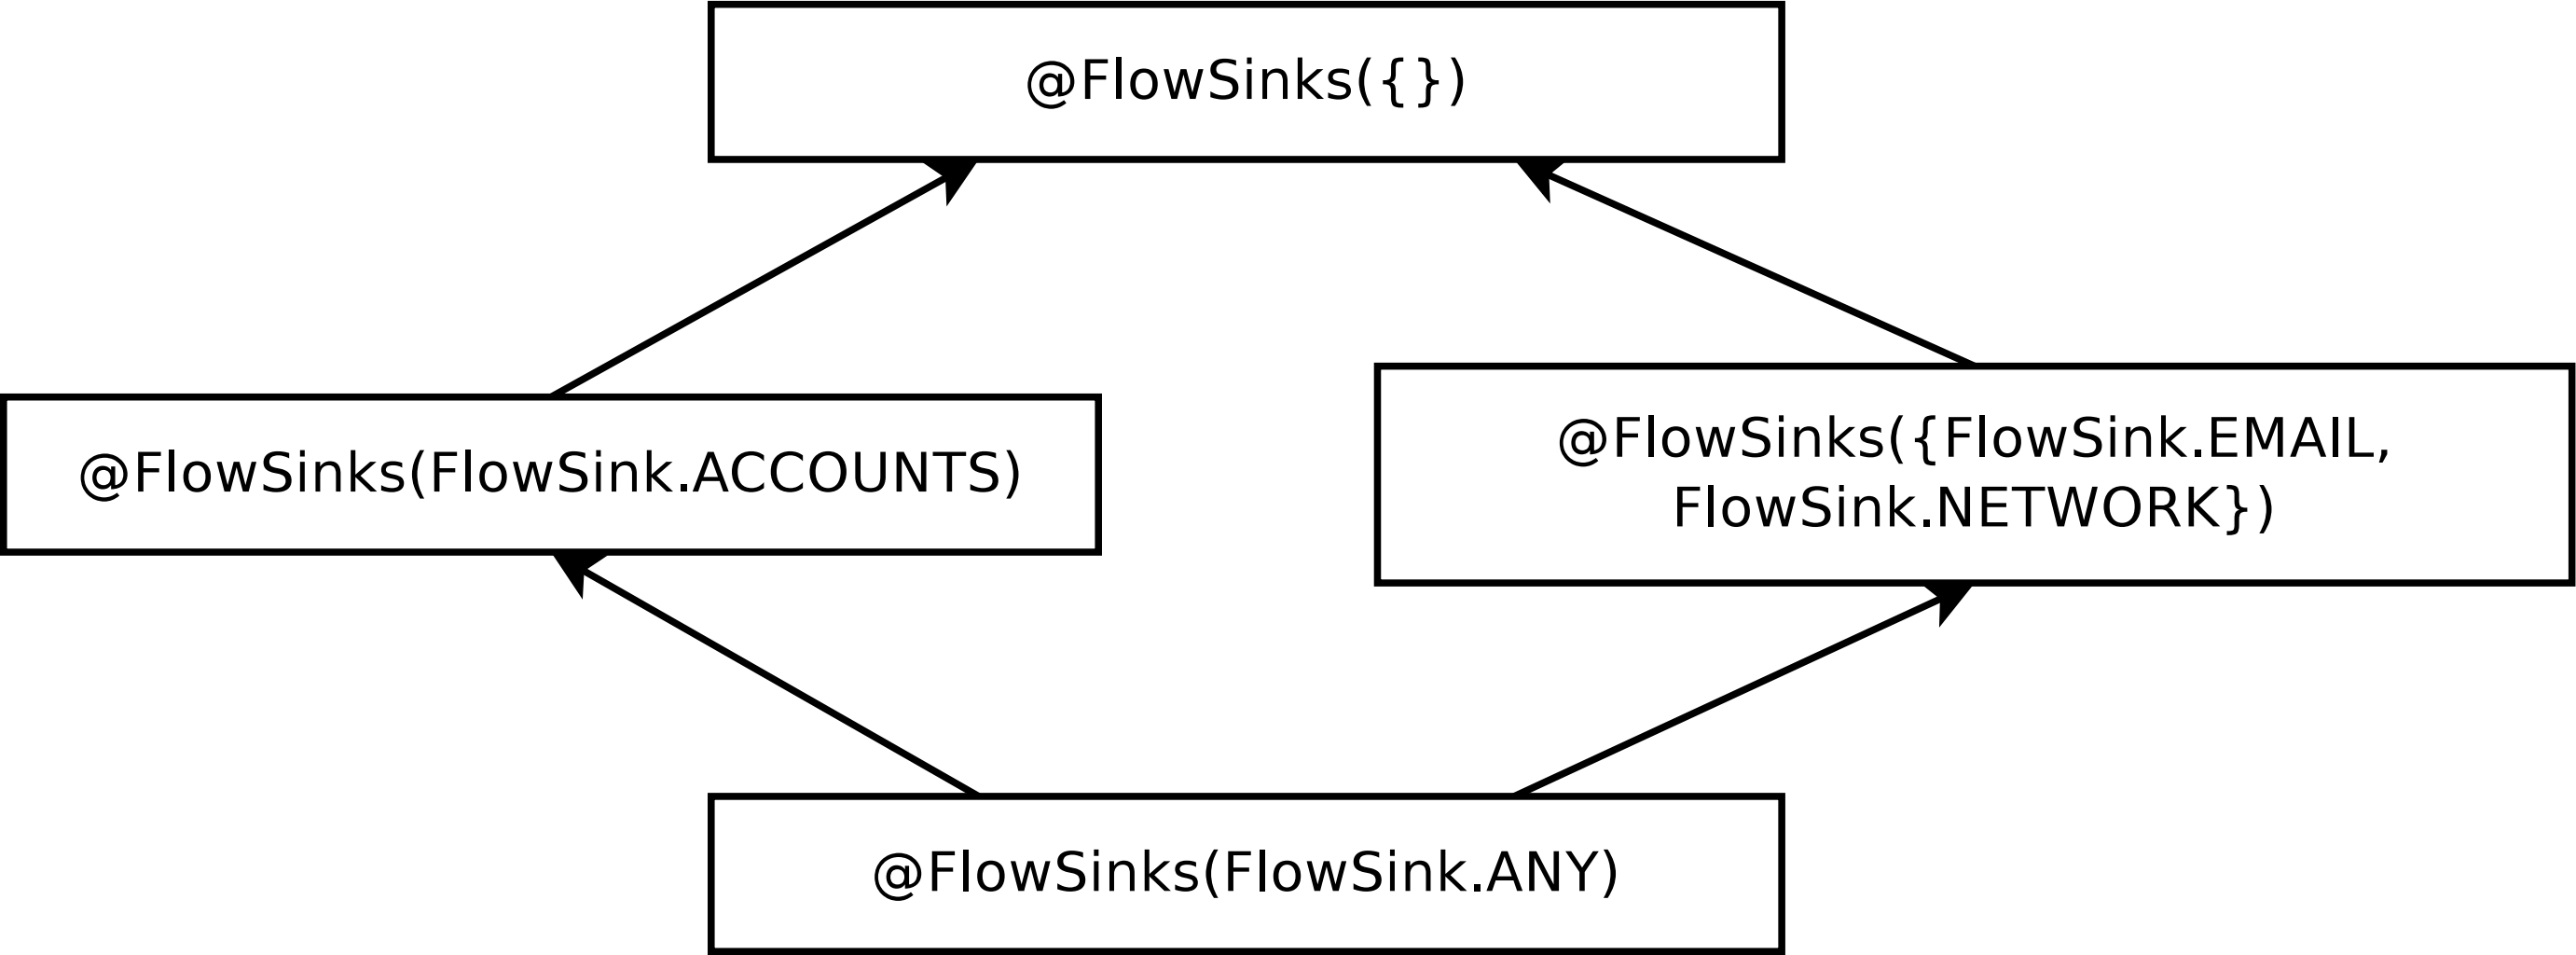 @FlowSinks({})
@FlowSinks(FlowSink.ACCOUNTS)
@FlowSinks({FlowSink.EMAIL,
FlowSink.NETWORK})
@FlowSinks(FlowSink.ANY)